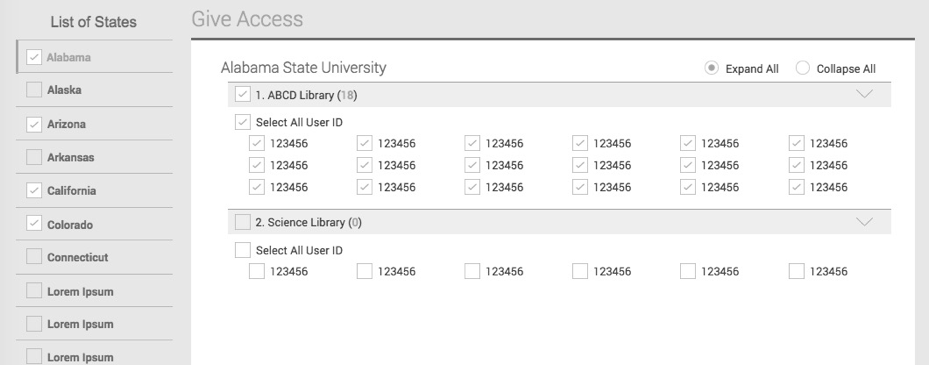 List of States
Alabama
Alaska
Arizona
Arkansas
California
Colorado
Connecticut
Lorem Ipsum
Lorem Ipsum
Lorem Ipsum
Give Access
Alabama State University
Expand All Collapse All
1. ABCD Library (18)
Select All User ID
123456 123456 123456 123456 123456 123456
123456 123456 123456 123456 123456 123456
123456 123456 123456 123456 123456 123456
2. Science Library (0)
Select All User ID
123456 123456 123456 123456 123456 123456